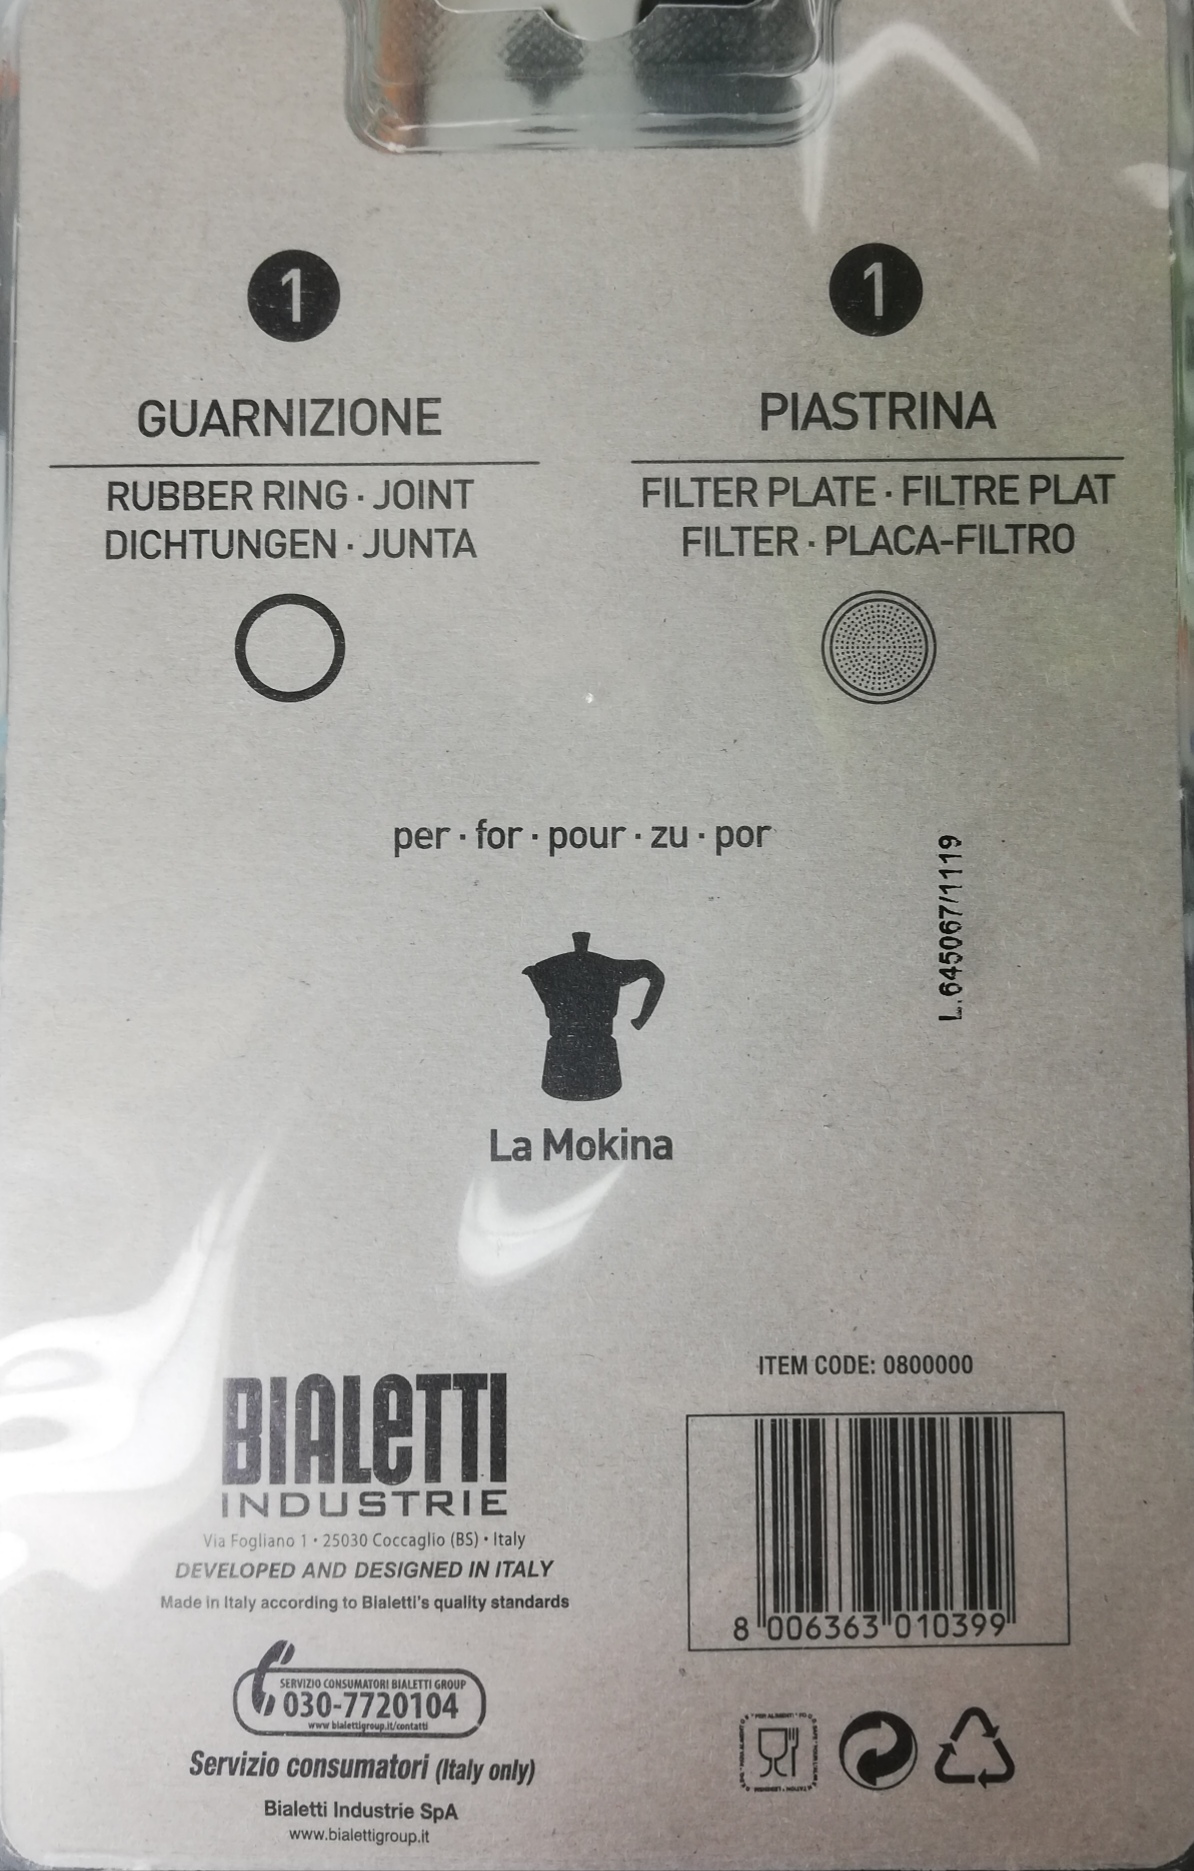 1
GUARNIZIONE
RUBBER RING · JOINT
DICHTUNGEN · JUNTA
1
PIASTRINA
FILTER PLATE · FILTRE PLAT
FILTER · PLACA-FILTRO
per · for · pour · zu · por
L.645067/1119
La Mokina
BIALETTI
INDUSTRIE
Via Fogliano 1 • 25030 Coccaglio (BS) • Italy
DEVELOPED AND DESIGNED IN ITALY
Made in Italy according to Bialetti's quality standards
SERVIZIO CONSUMATORI BIALETTI GROUP
030-7720104
www.bialettigroup.it/contatti
Servizio consumatori (Italy only)
Bialetti Industrie SpA
www.bialettigroup.it
ITEM CODE: 0800000
8 006363 010399